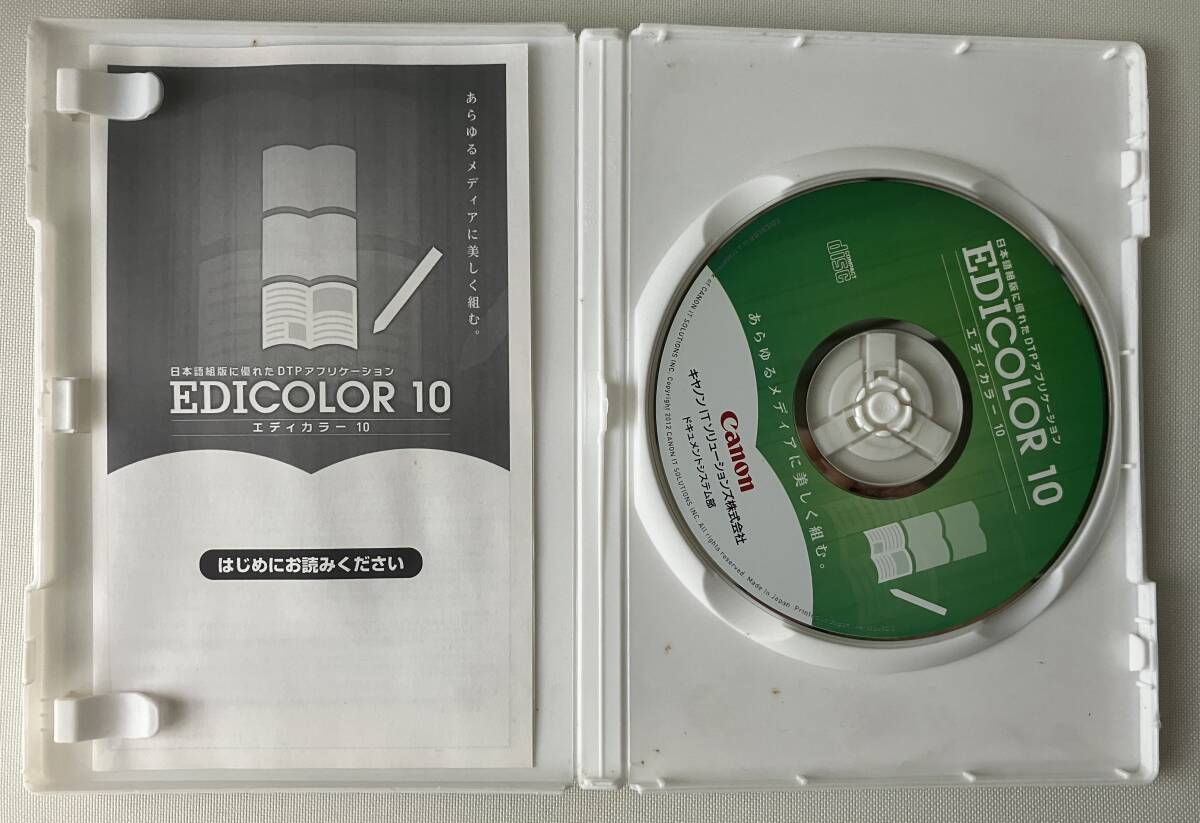 あらゆるメディアに美しく組む。
日本語組版に優れたDTPアプリケーション
EDICOLOR 10
エディカラー 10
はじめにお読みください
COMPACT
disc
日本語組版に優れたDTPアプリケーション
EDICOLOR 10
エディカラー 10
あらゆるメディアに美しく組む。
Canon
キヤノンITソリューションズ株式会社
ドキュメントシステム部
of CANON IT SOLUTIONS INC. Copyright 2012 CANON IT SOLUTIONS INC. All rights reserved. Made in Japan